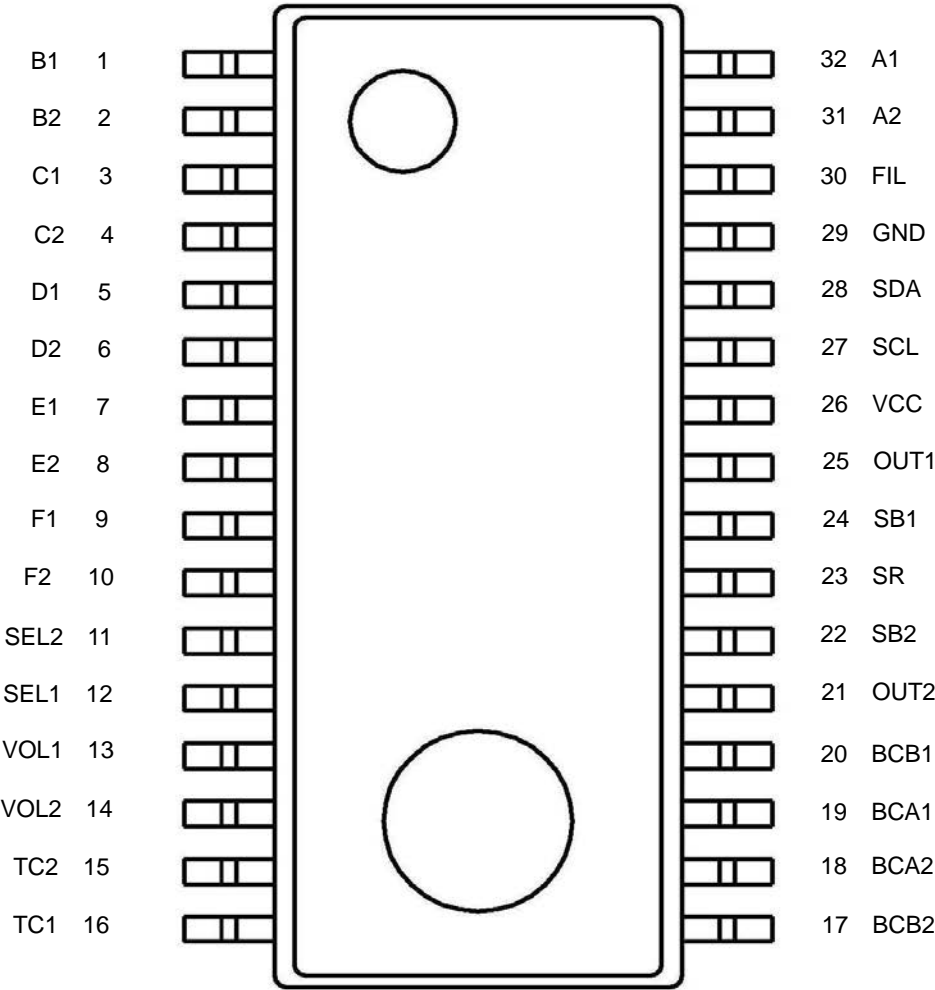 B1 1 32 A1
B2 2 31 A2
C1 3 30 FIL
C2 4 29 GND
D1 5 28 SDA
D2 6 27 SCL
E1 7 26 VCC
E2 8 25 OUT1
F1 9 24 SB1
F2 10 23 SR
SEL2 11 22 SB2
SEL1 12 21 OUT2
VOL1 13 20 BCB1
VOL2 14 19 BCA1
TC2 15 18 BCA2
TC1 16 17 BCB2